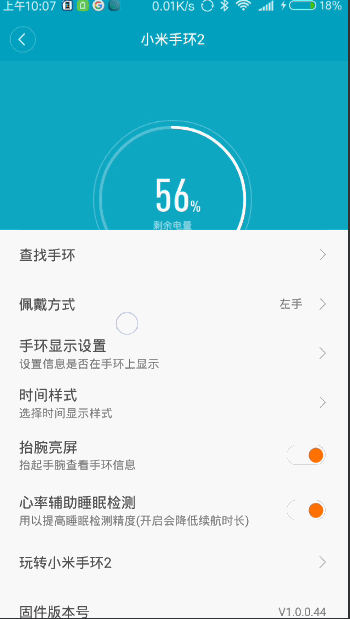 上午10:07 0.01K/s 18%
小米手环2
56%
剩余电量
查找手环
佩戴方式 左手
手环显示设置
设置信息是否在手环上显示
时间样式
选择时间显示样式
抬腕亮屏
抬起手腕查看手环信息
心率辅助睡眠检测
用以提高睡眠检测精度(开启会降低续航时长)
玩转小米手环2
固件版本号 V1.0.0.44